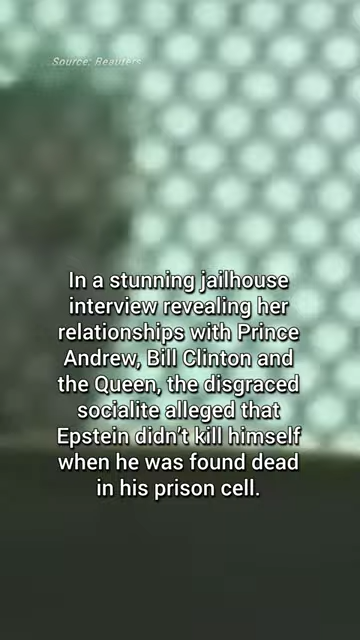 Source: Reauters
In a stunning jailhouse
interview revealing her
relationships with Prince
Andrew, Bill Clinton and
the Queen, the disgraced
socialite alleged that
Epstein didn't kill himself
when he was found dead
in his prison cell.